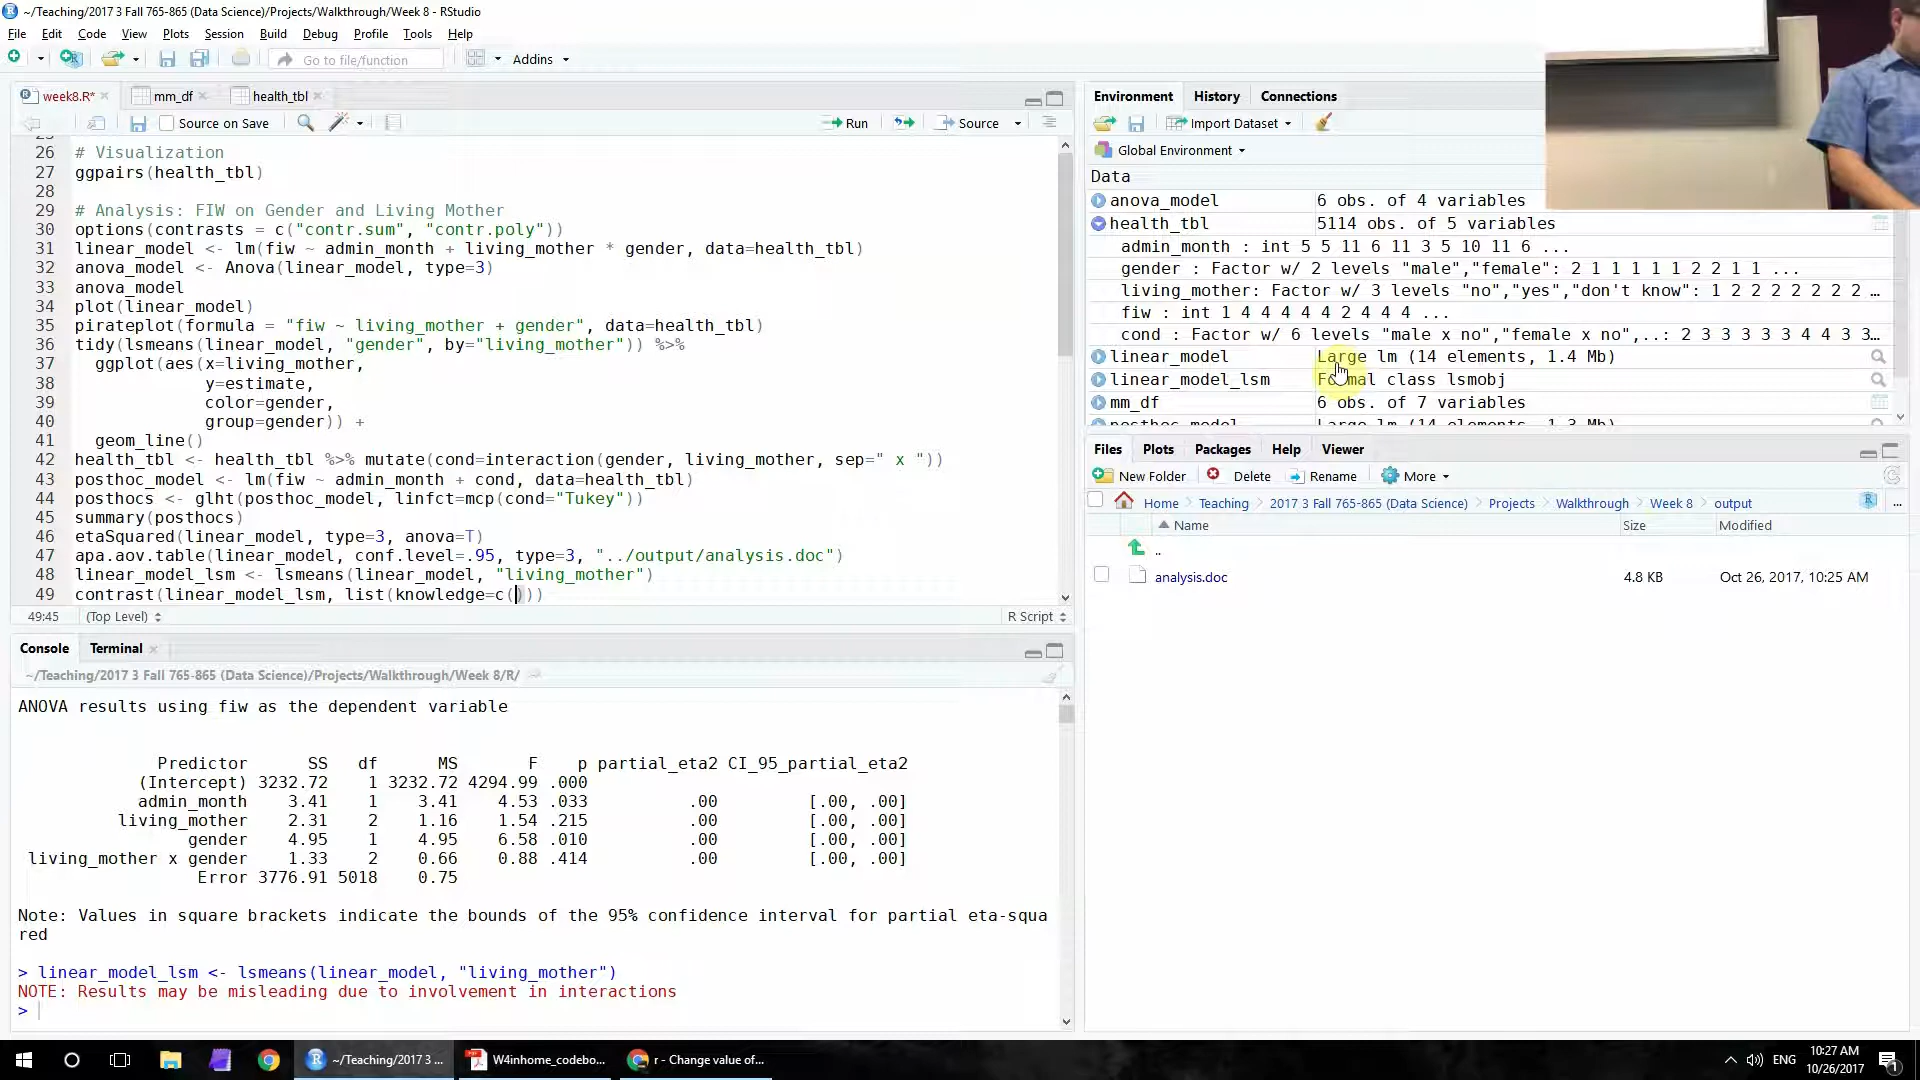 ~/Teaching/2017 3 Fall 765-865 (Data Science)/Projects/Walkthrough/Week 8 - RStudio
File Edit Code View Plots Session Build Debug Profile Tools Help
Go to file/function Addins
week8.R* mm_df health_tbl
Source on Save Run Source
26 # Visualization
27 ggpairs(health_tbl)
28
29 # Analysis: FIW on Gender and Living Mother
30 options(contrasts = c("contr.sum", "contr.poly"))
31 linear_model <- lm(fiw ~ admin_month + living_mother * gender, data=health_tbl)
32 anova_model <- Anova(linear_model, type=3)
33 anova_model
34 plot(linear_model)
35 pirateplot(formula = "fiw ~ living_mother + gender", data=health_tbl)
36 tidy(lsmeans(linear_model, "gender", by="living_mother")) %>%
37 ggplot(aes(x=living_mother,
38 y=estimate,
39 color=gender,
40 group=gender)) +
41 geom_line()
42 health_tbl <- health_tbl %>% mutate(cond=interaction(gender, living_mother, sep=" x "))
43 posthoc_model <- lm(fiw ~ admin_month + cond, data=health_tbl)
44 posthocs <- glht(posthoc_model, linfct=mcp(cond="Tukey"))
45 summary(posthocs)
46 etaSquared(linear_model, type=3, anova=T)
47 apa.aov.table(linear_model, conf.level=.95, type=3, "../output/analysis.doc")
48 linear_model_lsm <- lsmeans(linear_model, "living_mother")
49 contrast(linear_model_lsm, list(knowledge=c()))
49:45 (Top Level) R Script
Console Terminal
~/Teaching/2017 3 Fall 765-865 (Data Science)/Projects/Walkthrough/Week 8/R/
ANOVA results using fiw as the dependent variable
Predictor SS df MS F p partial_eta2 CI_95_partial_eta2
(Intercept) 3232.72 1 3232.72 4294.99 .000
admin_month 3.41 1 3.41 4.53 .033 .00 [.00, .00]
living_mother 2.31 2 1.16 1.54 .215 .00 [.00, .00]
gender 4.95 1 4.95 6.58 .010 .00 [.00, .00]
living_mother x gender 1.33 2 0.66 0.88 .414 .00 [.00, .00]
Error 3776.91 5018 0.75
Note: Values in square brackets indicate the bounds of the 95% confidence interval for partial eta-squa
red
> linear_model_lsm <- lsmeans(linear_model, "living_mother")
NOTE: Results may be misleading due to involvement in interactions
>
Environment History Connections
Import Dataset
Global Environment
Data
anova_model 6 obs. of 4 variables
health_tbl 5114 obs. of 5 variables
admin_month : int 5 5 11 6 11 3 5 10 11 6 ...
gender : Factor w/ 2 levels "male","female": 2 1 1 1 1 1 2 2 1 1 ...
living_mother: Factor w/ 3 levels "no","yes","don't know": 1 2 2 2 2 2 2 2 …
fiw : int 1 4 4 4 4 4 2 4 4 4 ...
cond : Factor w/ 6 levels "male x no","female x no",..: 2 3 3 3 3 3 4 4 3 3…
linear_model Large lm (14 elements, 1.4 Mb)
linear_model_lsm Formal class lsmobj
mm_df 6 obs. of 7 variables
posthoc_model Large lm (14 elements, 1.3 Mb)
Files Plots Packages Help Viewer
New Folder Delete Rename More
Home Teaching 2017 3 Fall 765-865 (Data Science) Projects Walkthrough Week 8 output ...
Name Size Modified
..
analysis.doc 4.8 KB Oct 26, 2017, 10:25 AM
~/Teaching/2017 3 ... W4inhome_codebo... r - Change value of...
ENG 10:27 AM
10/26/2017
1